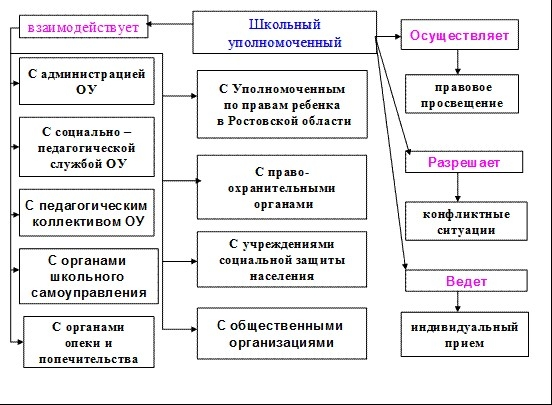 взаимодействует
Школьный
уполномоченный
Осуществляет
правовое
просвещение
Разрешает
конфликтные
ситуации
Ведет
индивидуальный
прием
С администрацией
ОУ
С социально –
педагогической
службой ОУ
С педагогическим
коллективом ОУ
С органами
школьного
самоуправления
С органами
опеки и
попечительства
С Уполномоченным
по правам ребенка
в Ростовской области
С право-
охранительными
органами
С учреждениями
социальной защиты
населения
С общественными
организациями